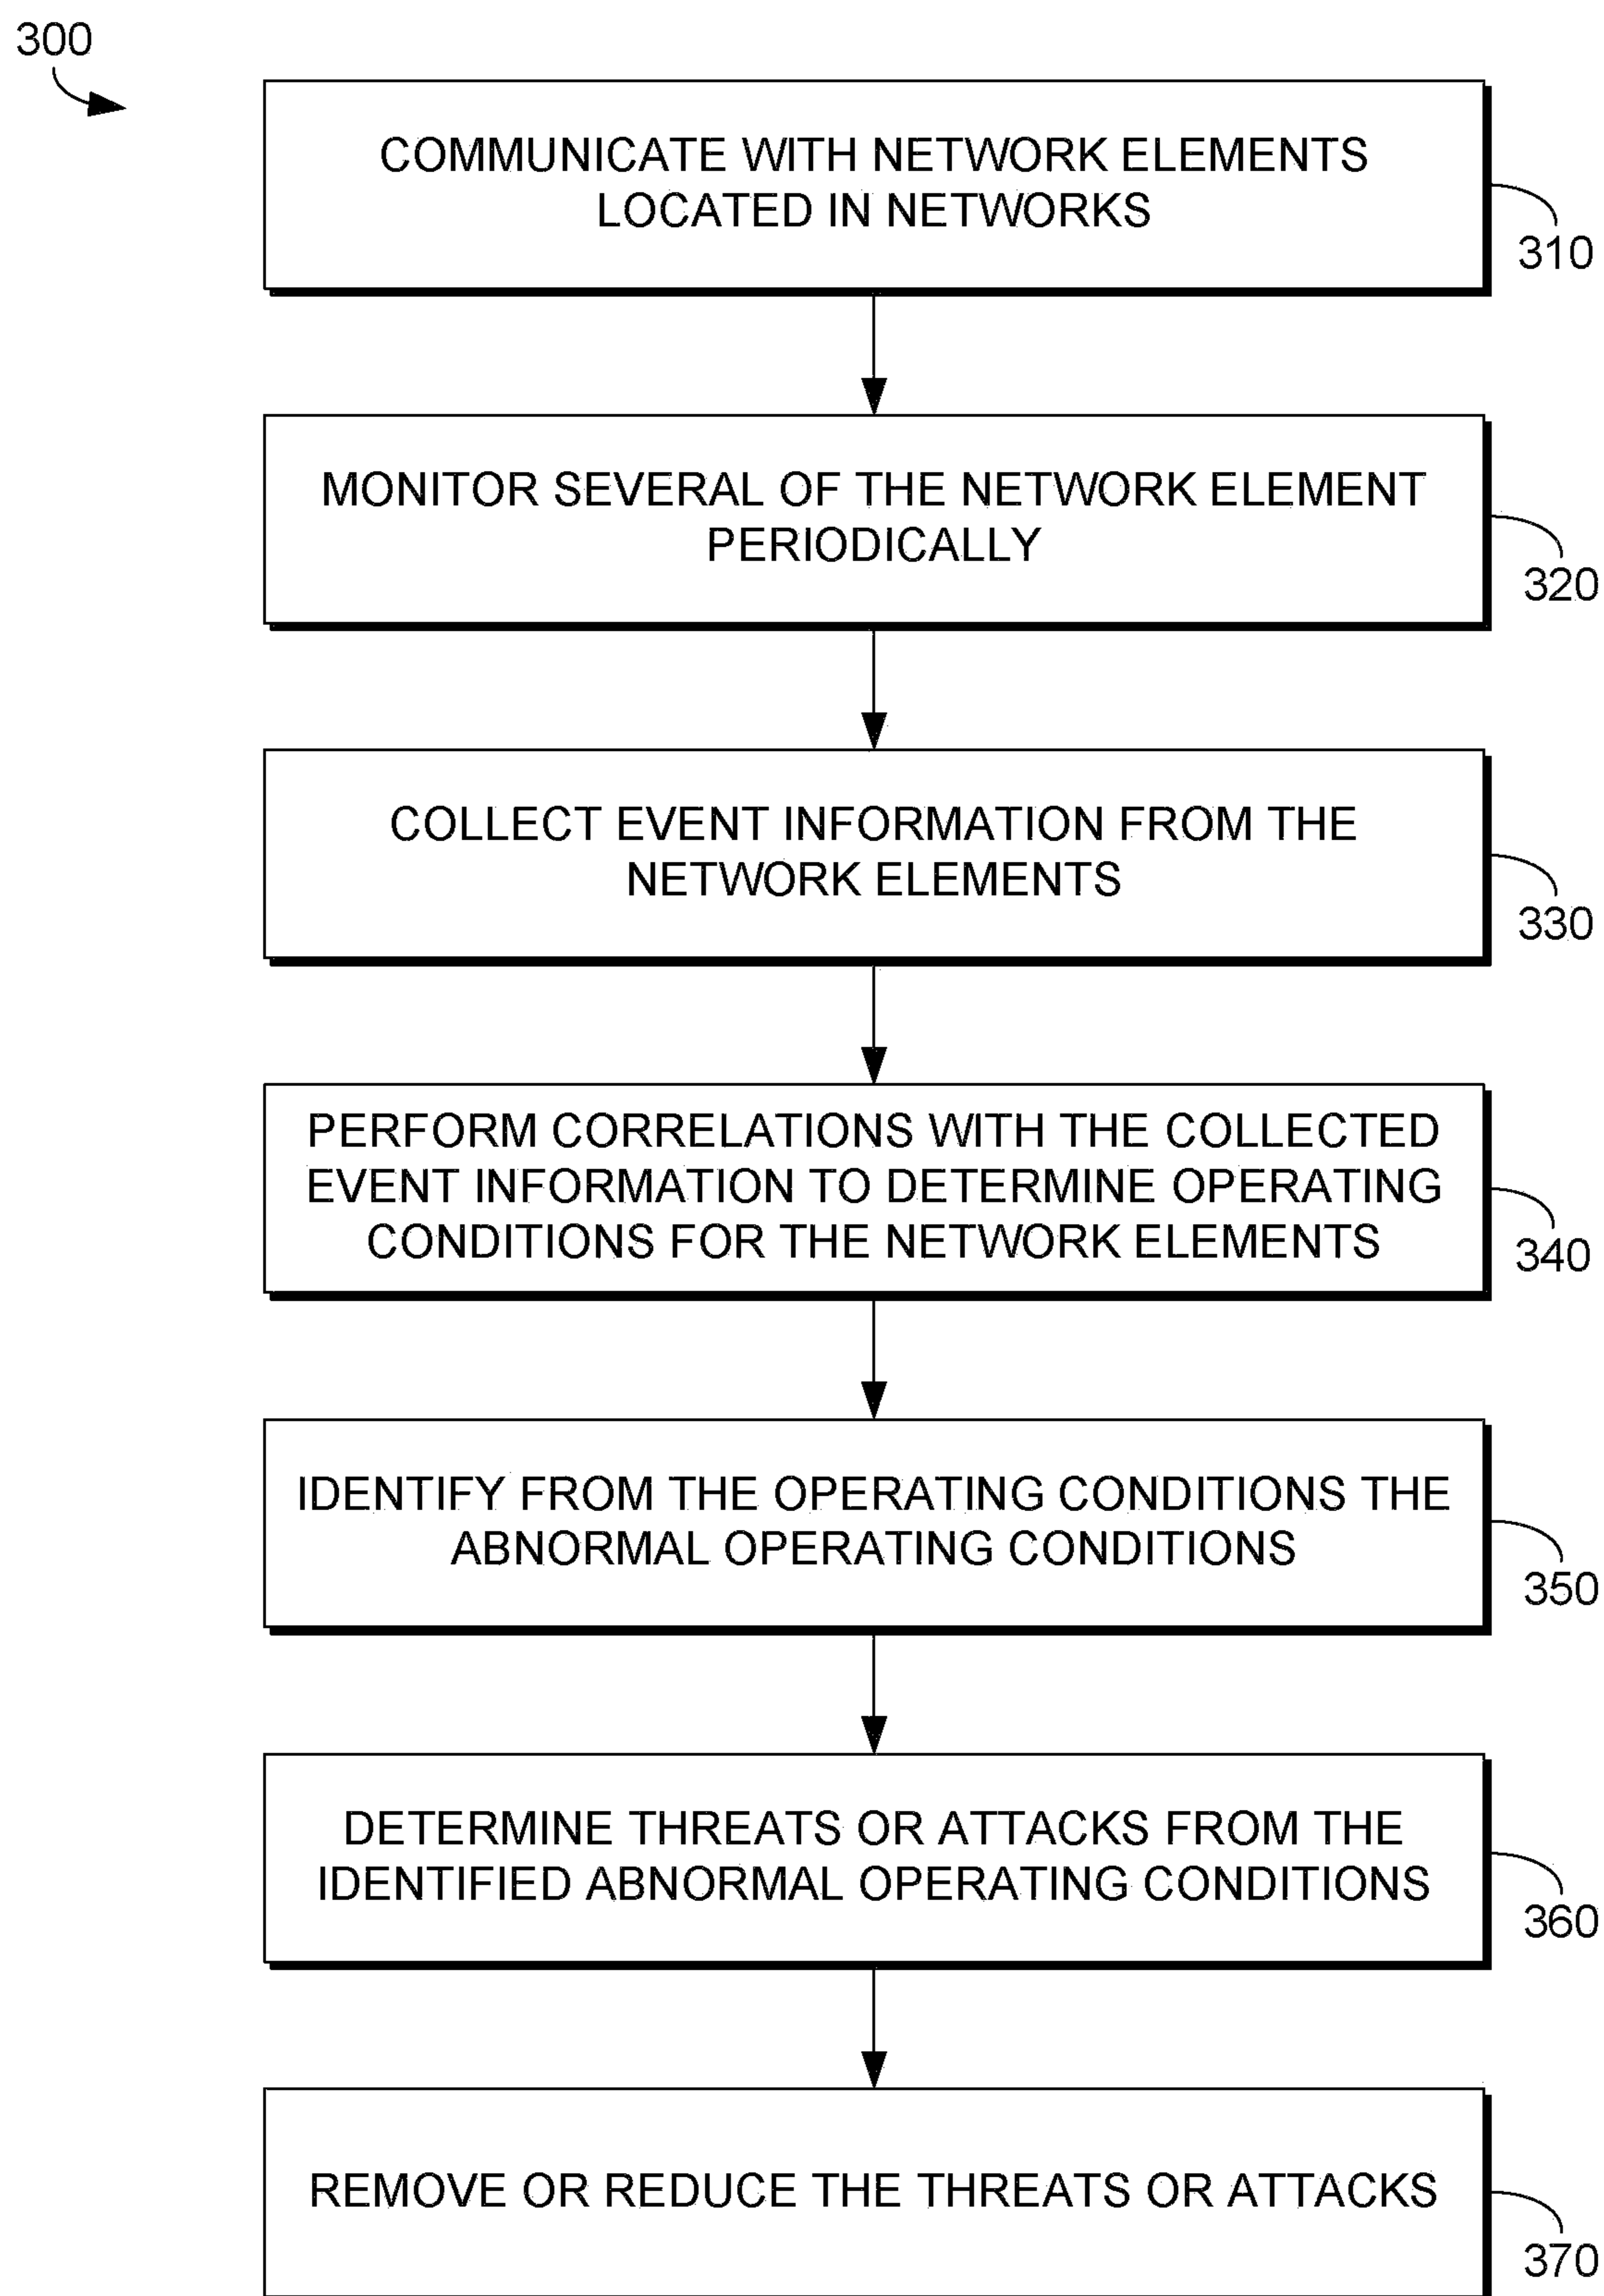 300
COMMUNICATE WITH NETWORK ELEMENTS
LOCATED IN NETWORKS
310
MONITOR SEVERAL OF THE NETWORK ELEMENT
PERIODICALLY
320
COLLECT EVENT INFORMATION FROM THE
NETWORK ELEMENTS
330
PERFORM CORRELATIONS WITH THE COLLECTED
EVENT INFORMATION TO DETERMINE OPERATING
CONDITIONS FOR THE NETWORK ELEMENTS
340
IDENTIFY FROM THE OPERATING CONDITIONS THE
ABNORMAL OPERATING CONDITIONS
350
DETERMINE THREATS OR ATTACKS FROM THE
IDENTIFIED ABNORMAL OPERATING CONDITIONS
360
REMOVE OR REDUCE THE THREATS OR ATTACKS
370